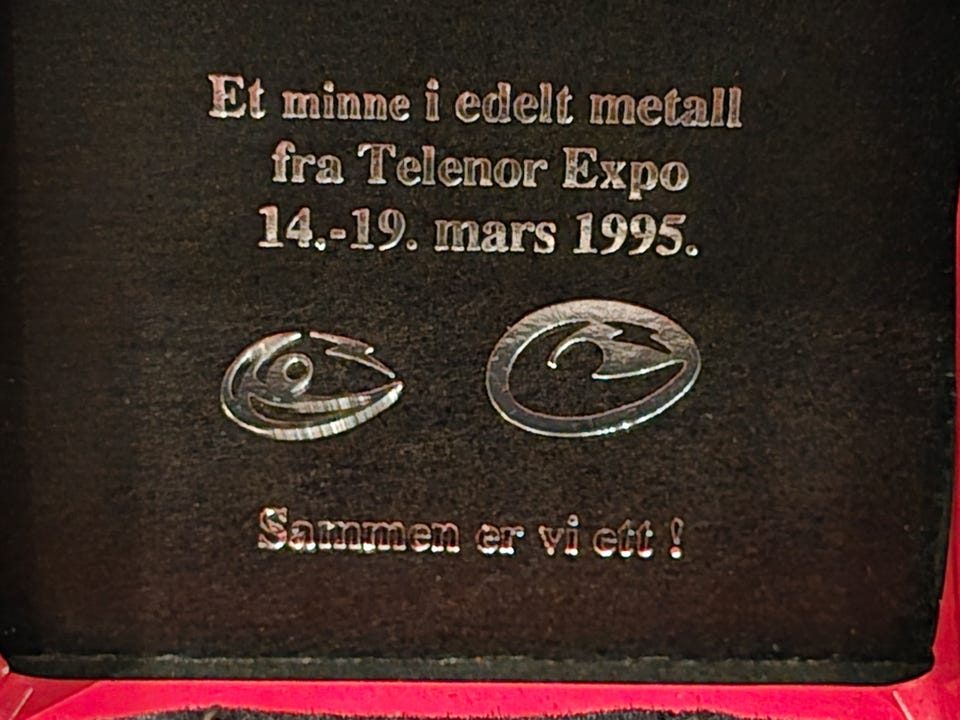 Et minne i edelt metall
fra Telenor Expo
14.-19. mars 1995.
Sammen er vi ett !